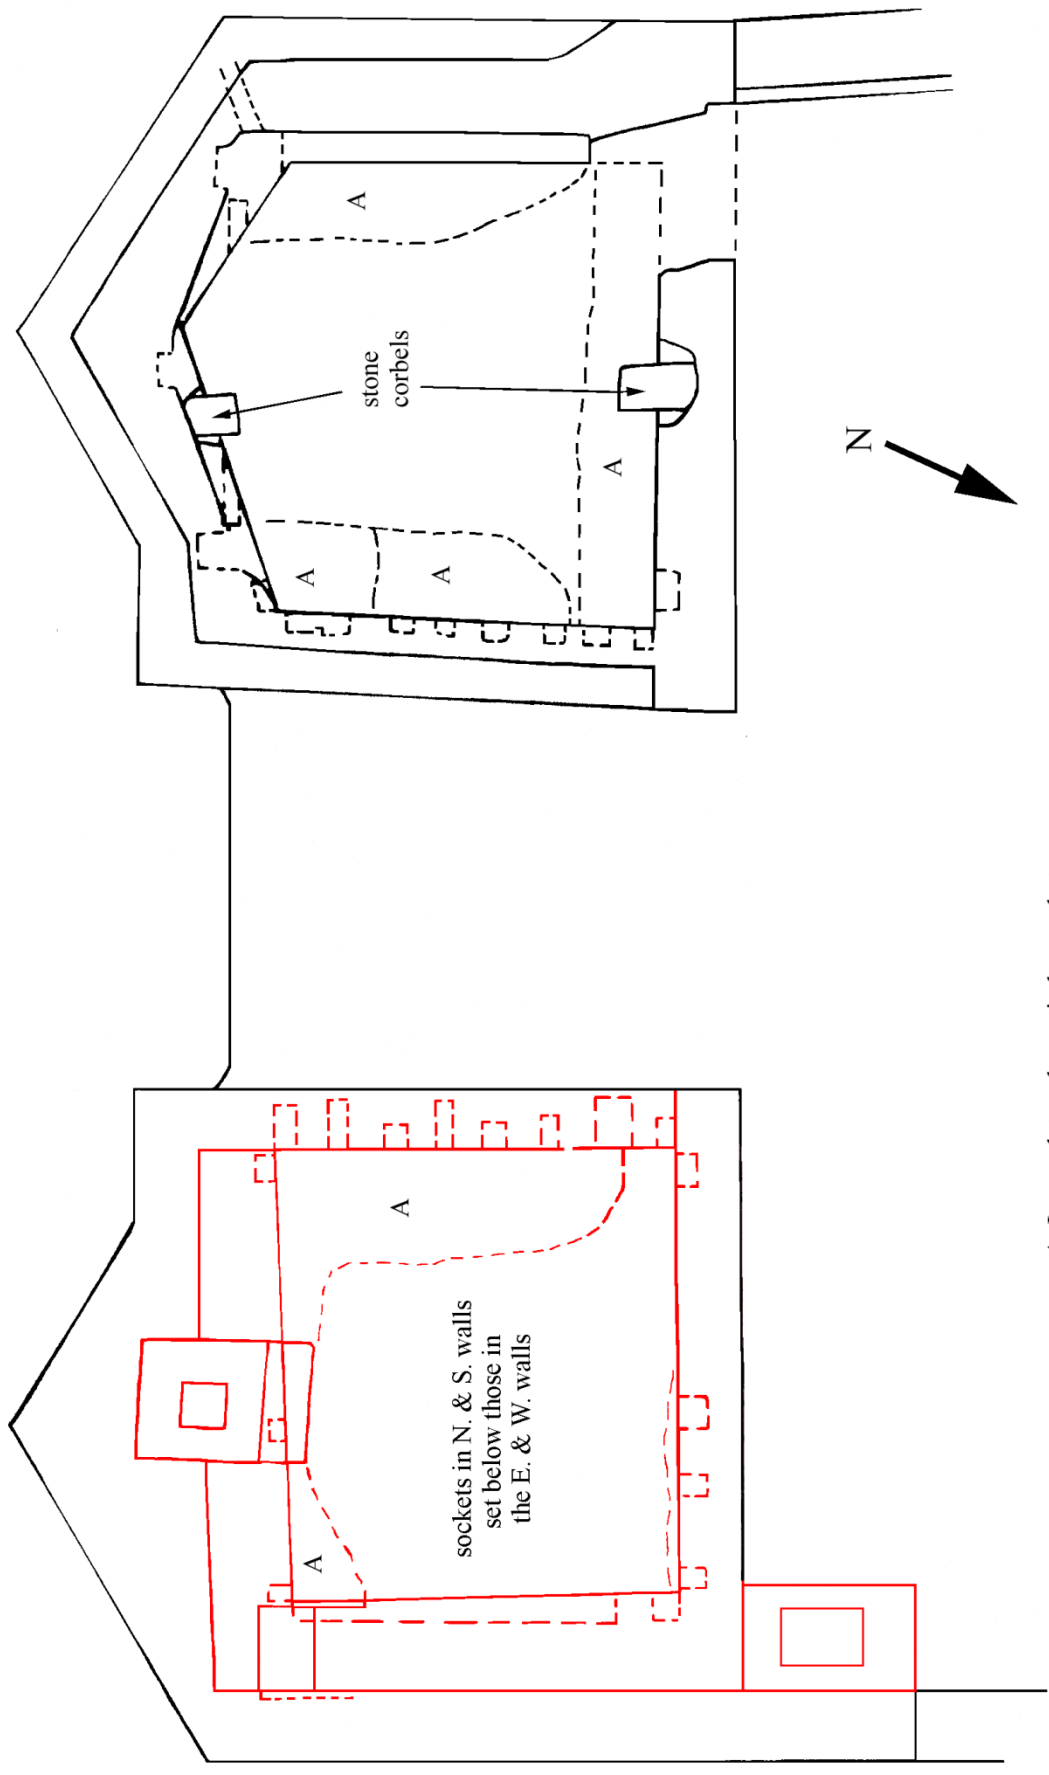 A
stone
corbels
A
A
A
N
A
sockets in N. & S. walls
set below those in
the E. & W. walls
A